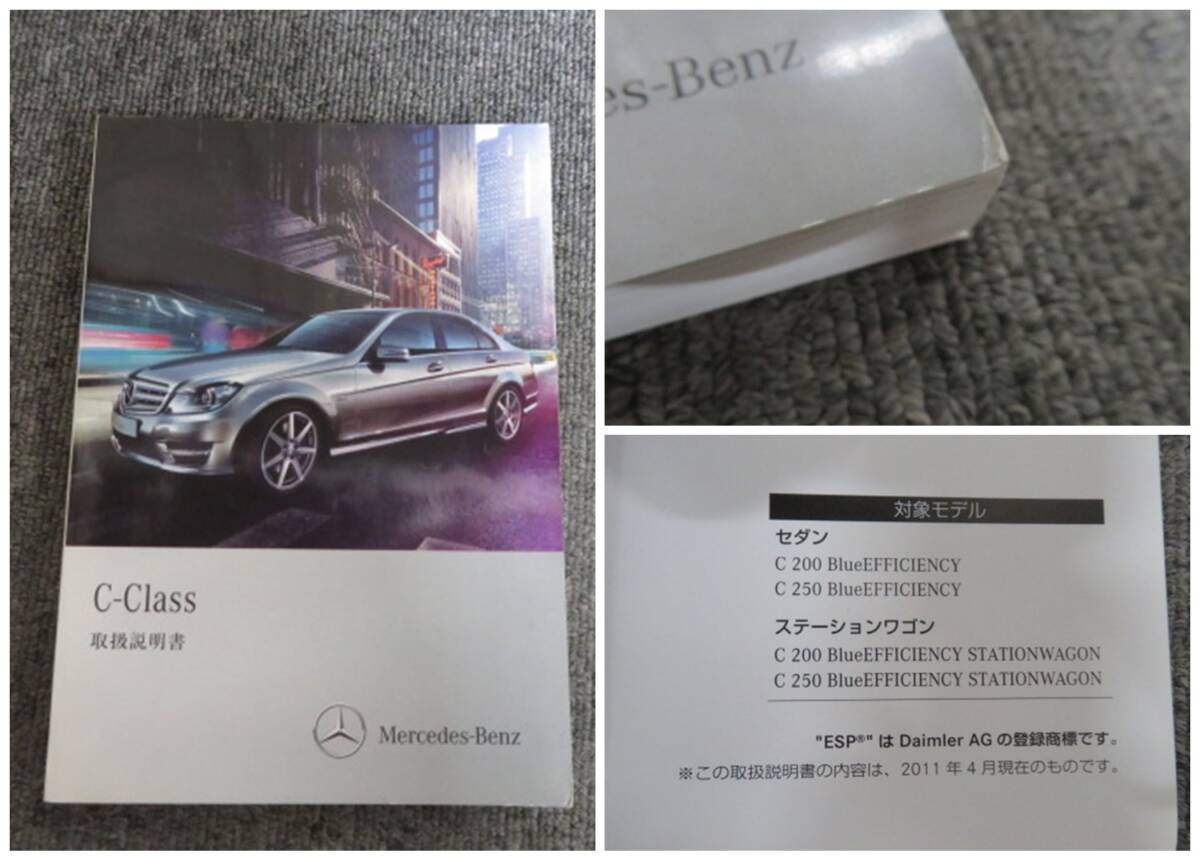 C-Class
取扱説明書
Mercedes-Benz
es-Benz
対象モデル
セダン
C 200 BlueEFFICIENCY
C 250 BlueEFFICIENCY
ステーションワゴン
C 200 BlueEFFICIENCY STATIONWAGON
C 250 BlueEFFICIENCY STATIONWAGON
"ESP®" は Daimler AG の登録商標です。
※この取扱説明書の内容は、2011 年 4 月現在のものです。